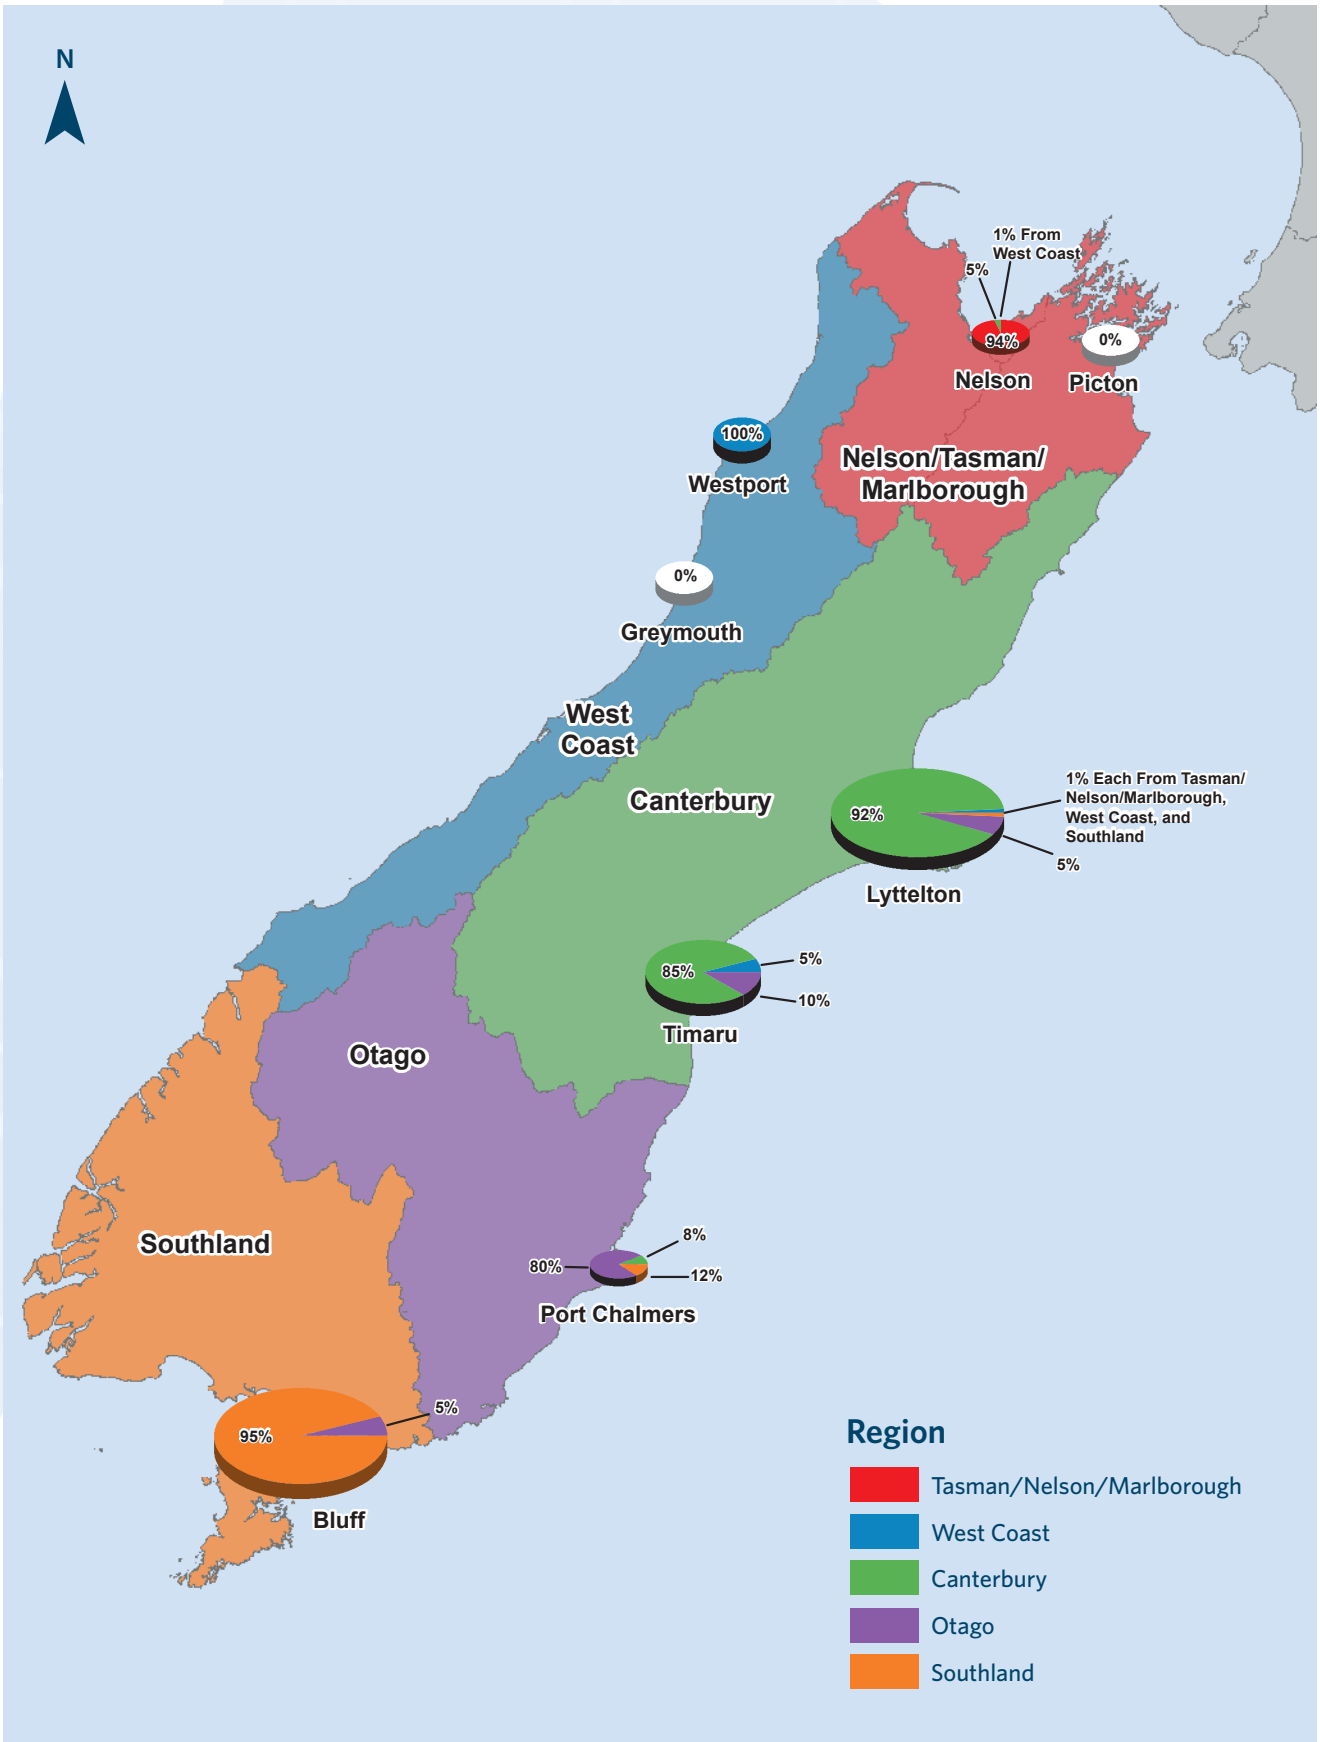 N
1% From
West Coast
5%
94%
0%
Nelson
Picton
100%
Westport
Nelson/Tasman/
Marlborough
0%
Greymouth
West
Coast
Canterbury
1% Each From Tasman/
Nelson/Marlborough,
West Coast, and
Southland
92%
5%
Lyttelton
85%
5%
10%
Timaru
Otago
Southland
8%
80%
12%
Port Chalmers
5%
95%
Bluff
Region
Tasman/Nelson/Marlborough
West Coast
Canterbury
Otago
Southland